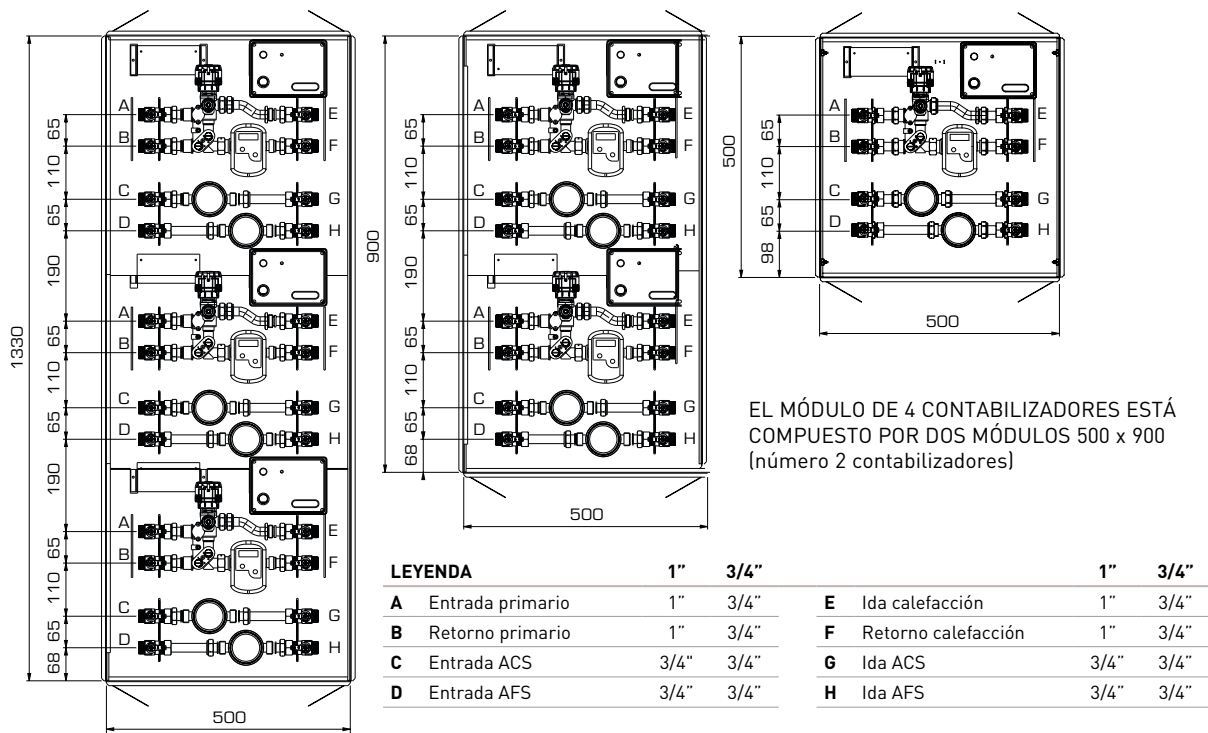 1330
A
65
B
110
C
65
D
190
A
65
B
110
C
65
D
190
A
65
B
110
C
65
D
68
E
F
G
H
E
F
G
H
E
F
G
H
500
900
A
65
B
110
C
65
D
190
A
65
B
110
C
65
D
68
E
F
G
H
E
F
G
H
500
500
A
65
B
110
C
65
D
98
E
F
G
H
500
EL MÓDULO DE 4 CONTABILIZADORES ESTÁ
COMPUESTO POR DOS MÓDULOS 500 x 900
(número 2 contabilizadores)
LEYENDA 1” 3/4”
A Entrada primario 1” 3/4”
B Retorno primario 1” 3/4”
C Entrada ACS 3/4" 3/4”
D Entrada AFS 3/4” 3/4”
1” 3/4”
E Ida calefacción 1” 3/4”
F Retorno calefacción 1” 3/4”
G Ida ACS 3/4” 3/4”
H Ida AFS 3/4” 3/4”